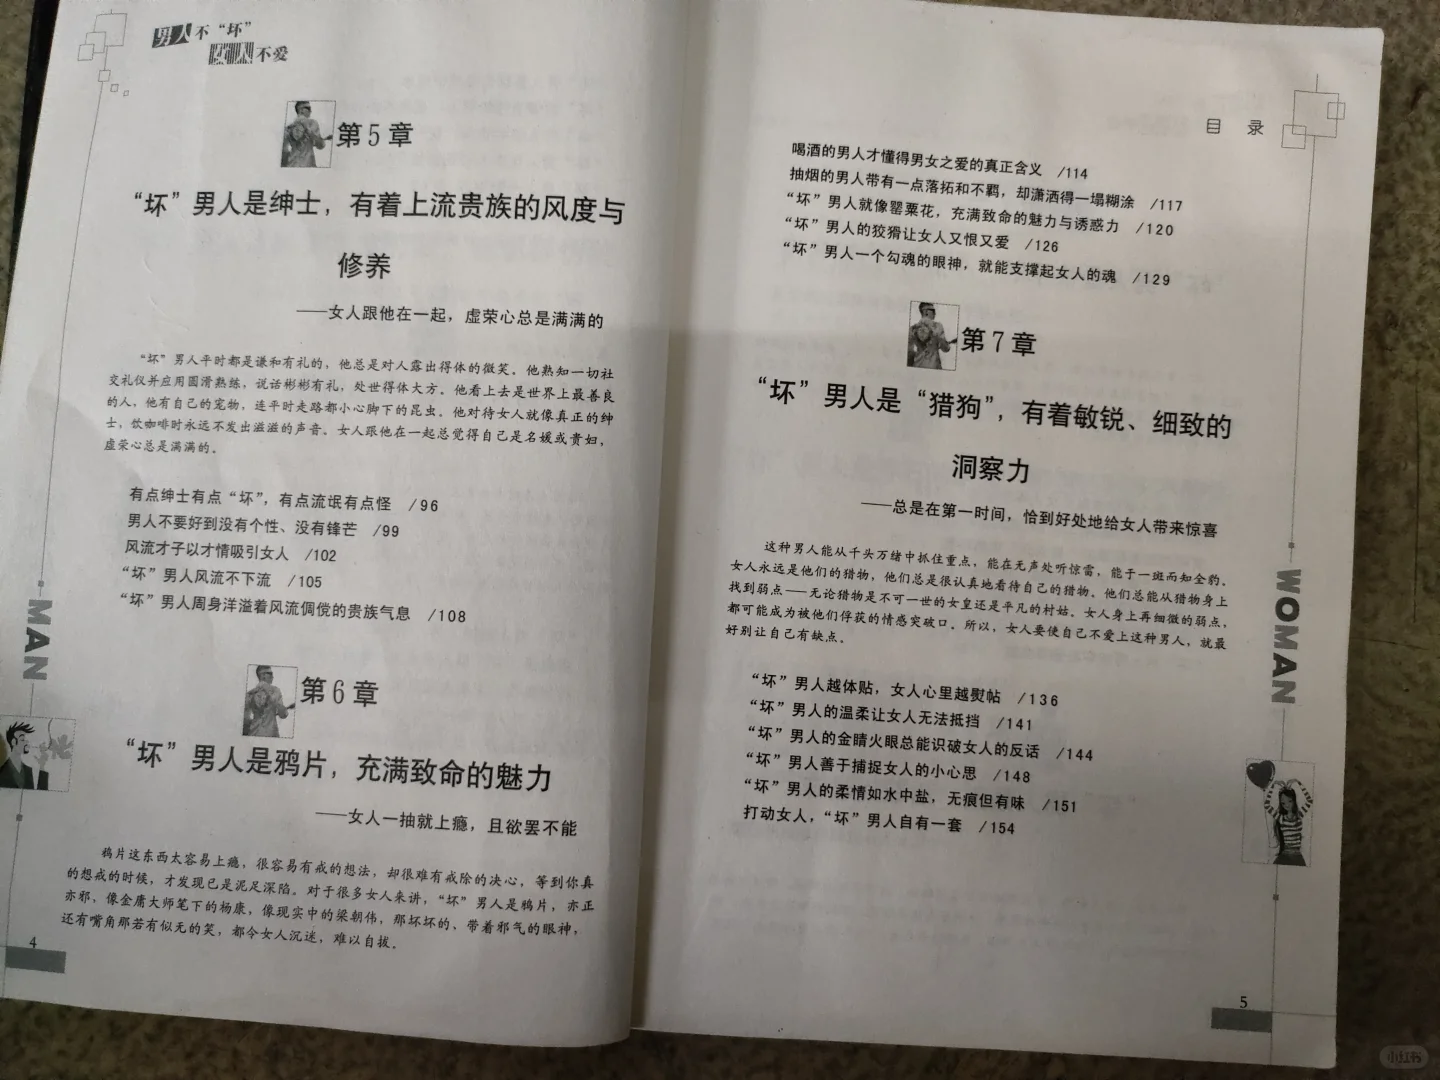 男人不“坏”
女人不爱
第5章
“坏”男人是绅士，有着上流贵族的风度与
修养
——女人跟他在一起，虚荣心总是满满的
“坏”男人平时都是谦和有礼的，他总是对人露出得体的微笑。他熟知一切社
交礼仪并应用圆滑熟练，说话彬彬有礼，处世得体大方。他看上去是世界上最善良
的人，他有自己的宠物，连平时走路都小心脚下的昆虫。他对待女人就像真正的绅
士，饮咖啡时永远不发出滋滋的声音。女人跟他在一起总觉得自己是名媛或贵妇，
虚荣心总是满满的。
有点绅士有点“坏”，有点流氓有点怪 /96
男人不要好到没有个性、没有锋芒 /99
风流才子以才情吸引女人 /102
“坏”男人风流不下流 /105
“坏”男人周身洋溢着风流倜傥的贵族气息 /108
MAN
第6章
“坏”男人是鸦片，充满致命的魅力
——女人一抽就上瘾，且欲罢不能
鸦片这东西太容易上瘾，很容易有戒的想法，却很难有戒除的决心，等到你真
的想戒的时候，才发现已是泥足深陷。对于很多女人来讲，“坏”男人是鸦片，亦正
亦邪，像金庸大师笔下的杨康，像现实中的梁朝伟，那坏坏的、带着邪气的眼神，
还有嘴角那若有似无的笑，都令女人沉迷，难以自拔。
4
目 录
喝酒的男人才懂得男女之爱的真正含义 /114
抽烟的男人带有一点落拓和不羁，却潇洒得一塌糊涂 /117
“坏”男人就像罂粟花，充满致命的魅力与诱惑力 /120
“坏”男人的狡猾让女人又恨又爱 /126
“坏”男人一个勾魂的眼神，就能支撑起女人的魂 /129
第7章
“坏”男人是“猎狗”，有着敏锐、细致的
洞察力
——总是在第一时间，恰到好处地给女人带来惊喜
这种男人能从千头万绪中抓住重点，能在无声处听惊雷，能于一斑而知全豹。
女人永远是他们的猎物，他们总是很认真地看待自己的猎物。他们总能从猎物身上
找到弱点——无论猎物是不可一世的女皇还是平凡的村姑。女人身上再细微的弱点，
都可能成为被他们俘获的情感突破口。所以，女人要使自己不爱上这种男人，就最
好别让自己有缺点。
“坏”男人越体贴，女人心里越熨帖 /136
“坏”男人的温柔让女人无法抵挡 /141
“坏”男人的金睛火眼总能识破女人的反话 /144
“坏”男人善于捕捉女人的小心思 /148
“坏”男人的柔情如水中盐，无痕但有味 /151
打动女人，“坏”男人自有一套 /154
WOMAN
5
小红书